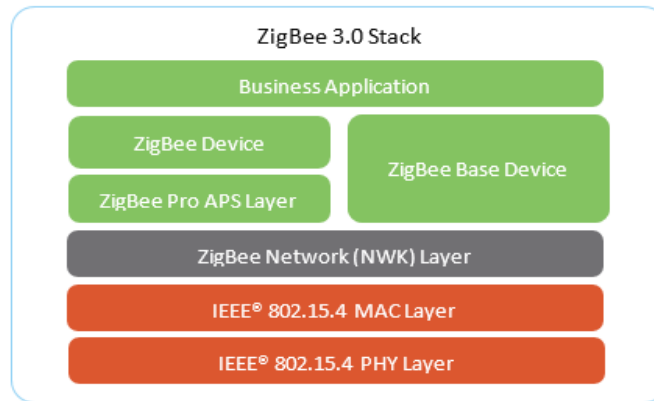 ZigBee 3.0 Stack
Business Application
ZigBee Device
ZigBee Base Device
ZigBee Pro APS Layer
ZigBee Network (NWK) Layer
IEEE® 802.15.4 MAC Layer
IEEE® 802.15.4 PHY Layer